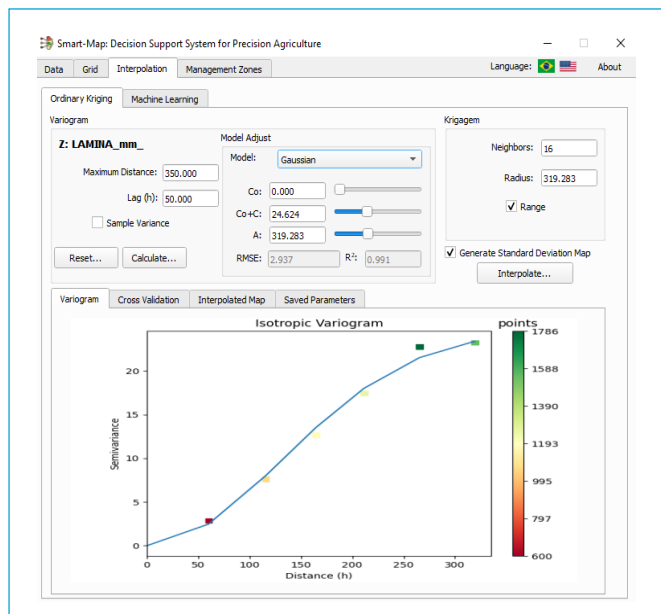 Smart-Map: Decision Support System for Precision Agriculture
Data Grid Interpolation Management Zones Language: About
Ordinary Kriging Machine Learning
Variogram Krigagem
Z: LAMINA_mm_
Maximum Distance: 350.000
Lag (h): 50.000
Sample Variance
Reset... Calculate...
Model Adjust
Model: Gaussian
Co: 0.000
Co+C: 24.624
A: 319.283
RMSE: 2.937 R²: 0.991
Neighbors: 16
Radius: 319.283
Range
Generate Standard Deviation Map
Interpolate...
Variogram Cross Validation Interpolated Map Saved Parameters
Isotropic Variogram
points
Semivariance
20
15
10
5
0
0 50 100 150 200 250 300
Distance (h)
1786
1588
1390
1193
995
797
600